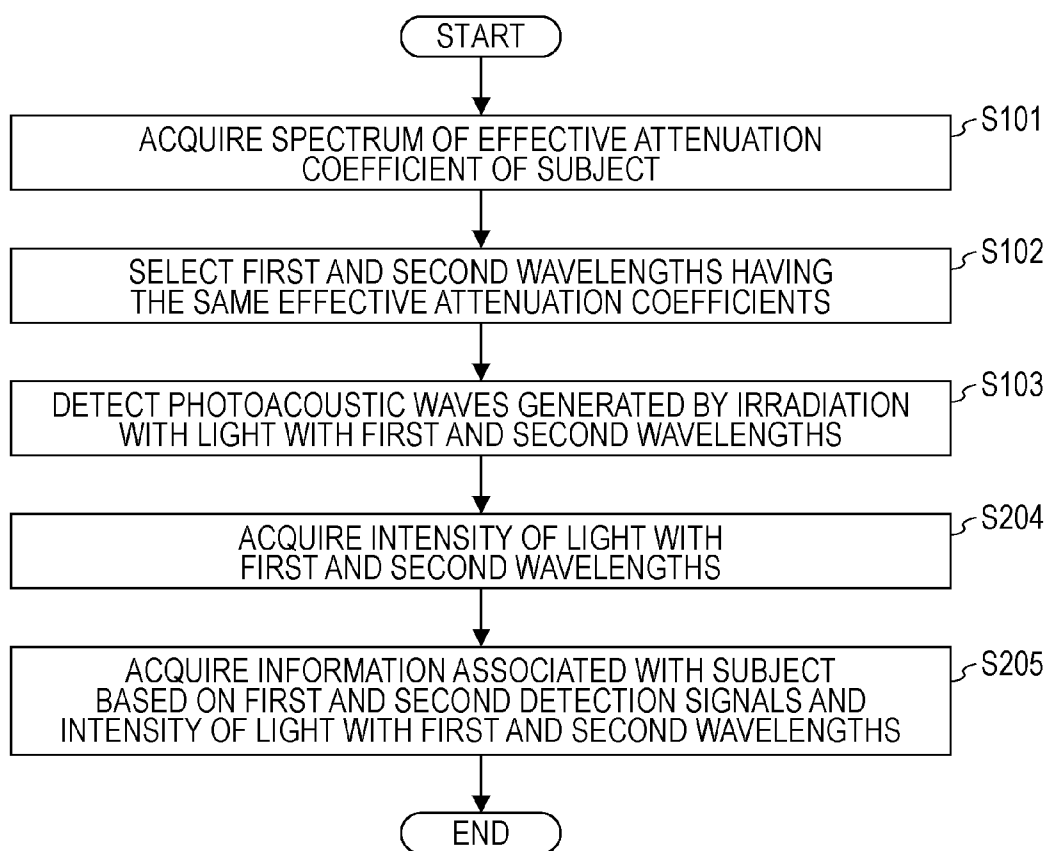 START
ACQUIRE SPECTRUM OF EFFECTIVE ATTENUATION
COEFFICIENT OF SUBJECT
S101
SELECT FIRST AND SECOND WAVELENGTHS HAVING
THE SAME EFFECTIVE ATTENUATION COEFFICIENTS
S102
DETECT PHOTOACOUSTIC WAVES GENERATED BY IRRADIATION
WITH LIGHT WITH FIRST AND SECOND WAVELENGTHS
S103
ACQUIRE INTENSITY OF LIGHT WITH
FIRST AND SECOND WAVELENGTHS
S204
ACQUIRE INFORMATION ASSOCIATED WITH SUBJECT
BASED ON FIRST AND SECOND DETECTION SIGNALS AND
INTENSITY OF LIGHT WITH FIRST AND SECOND WAVELENGTHS
S205
END